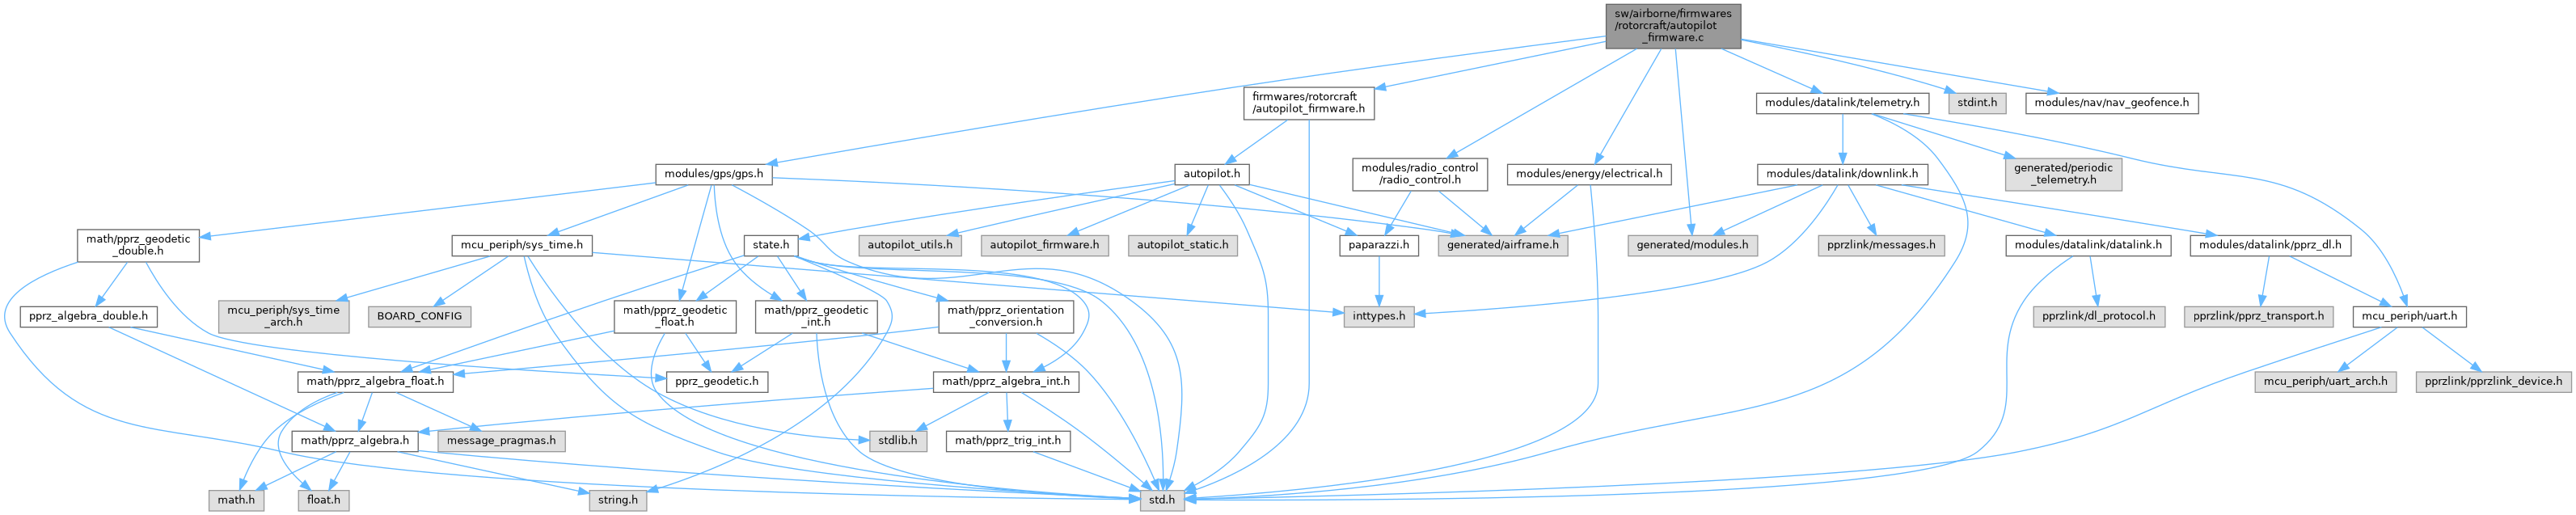 sw/airborne/firmwares
/rotorcraft/autopilot
_firmware.c
firmwares/rotorcraft
/autopilot_firmware.h
modules/datalink/telemetry.h
stdint.h
modules/nav/nav_geofence.h
modules/gps/gps.h
autopilot.h
modules/radio_control
/radio_control.h
modules/energy/electrical.h
modules/datalink/downlink.h
generated/periodic
_telemetry.h
math/pprz_geodetic
_double.h
mcu_periph/sys_time.h
state.h
autopilot_utils.h
autopilot_firmware.h
autopilot_static.h
paparazzi.h
generated/airframe.h
generated/modules.h
pprzlink/messages.h
modules/datalink/datalink.h
modules/datalink/pprz_dl.h
pprz_algebra_double.h
mcu_periph/sys_time
_arch.h
BOARD_CONFIG
math/pprz_geodetic
_float.h
math/pprz_geodetic
_int.h
math/pprz_orientation
_conversion.h
inttypes.h
pprzlink/dl_protocol.h
pprzlink/pprz_transport.h
mcu_periph/uart.h
math/pprz_algebra_float.h
pprz_geodetic.h
math/pprz_algebra_int.h
mcu_periph/uart_arch.h
pprzlink/pprzlink_device.h
math/pprz_algebra.h
message_pragmas.h
stdlib.h
math/pprz_trig_int.h
math.h
float.h
string.h
std.h